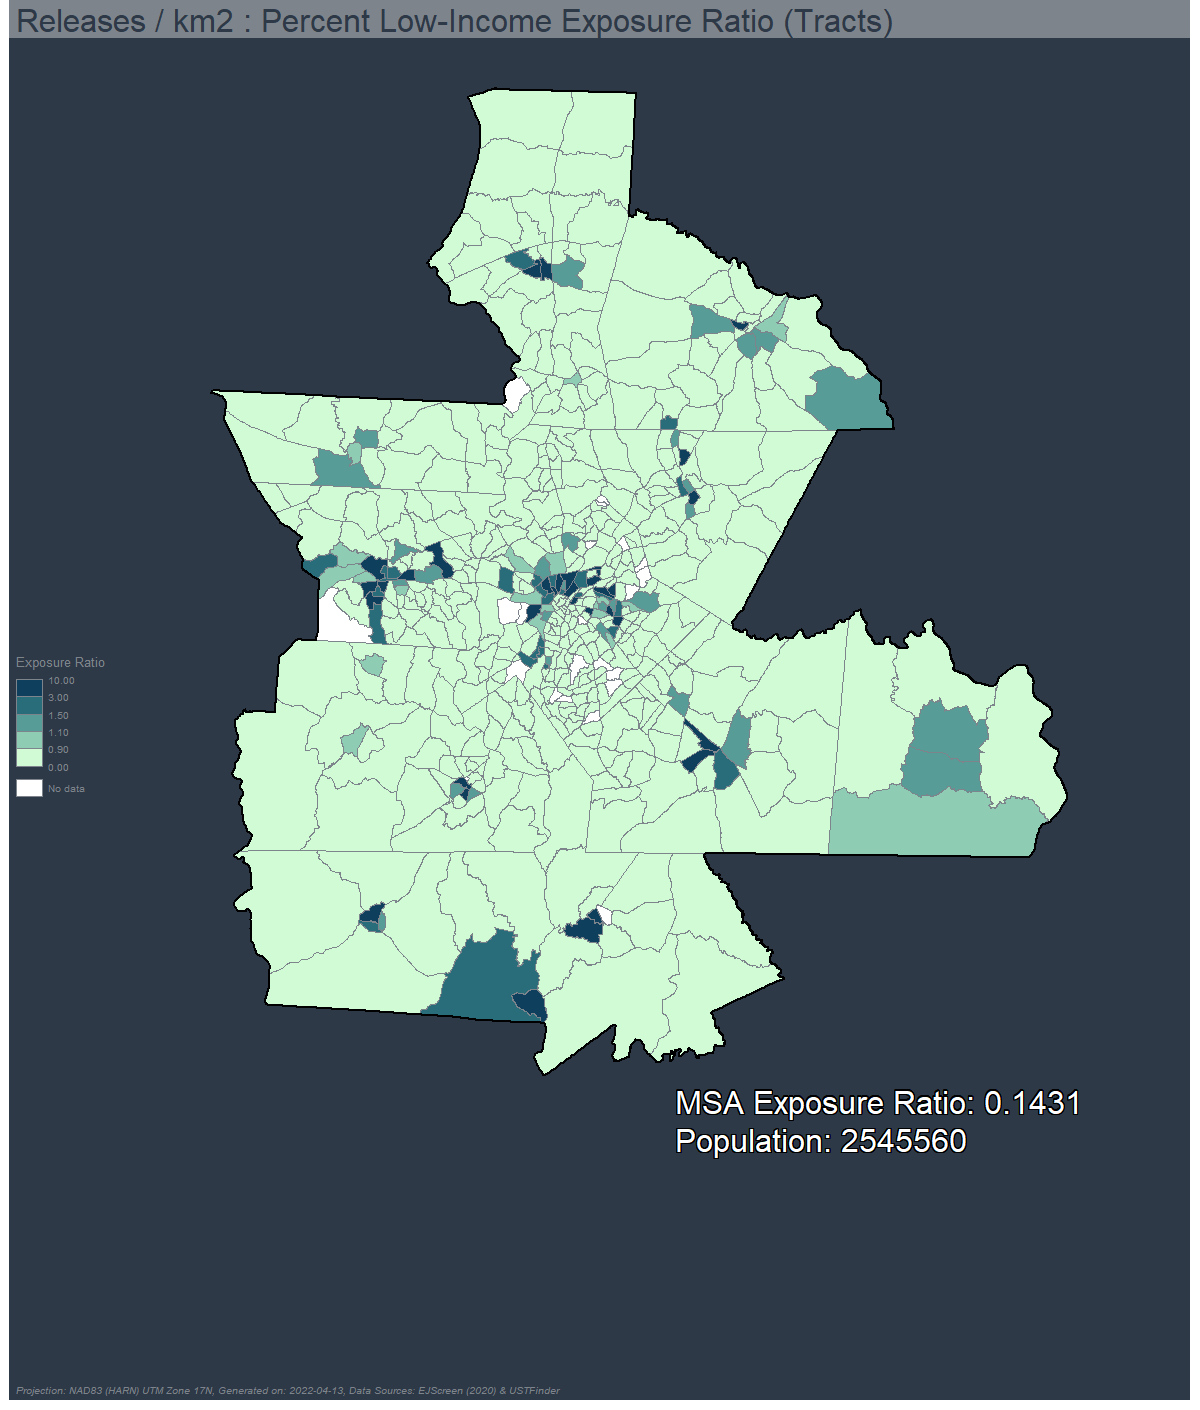 Releases / km2 : Percent Low-Income Exposure Ratio (Tracts)
Exposure Ratio
10.00
3.00
1.50
1.10
0.90
0.00
No data
MSA Exposure Ratio: 0.1431
Population: 2545560
Projection: NAD83 (HARN) UTM Zone 17N, Generated on: 2022-04-13, Data Sources: EJScreen (2020) & USTFinder